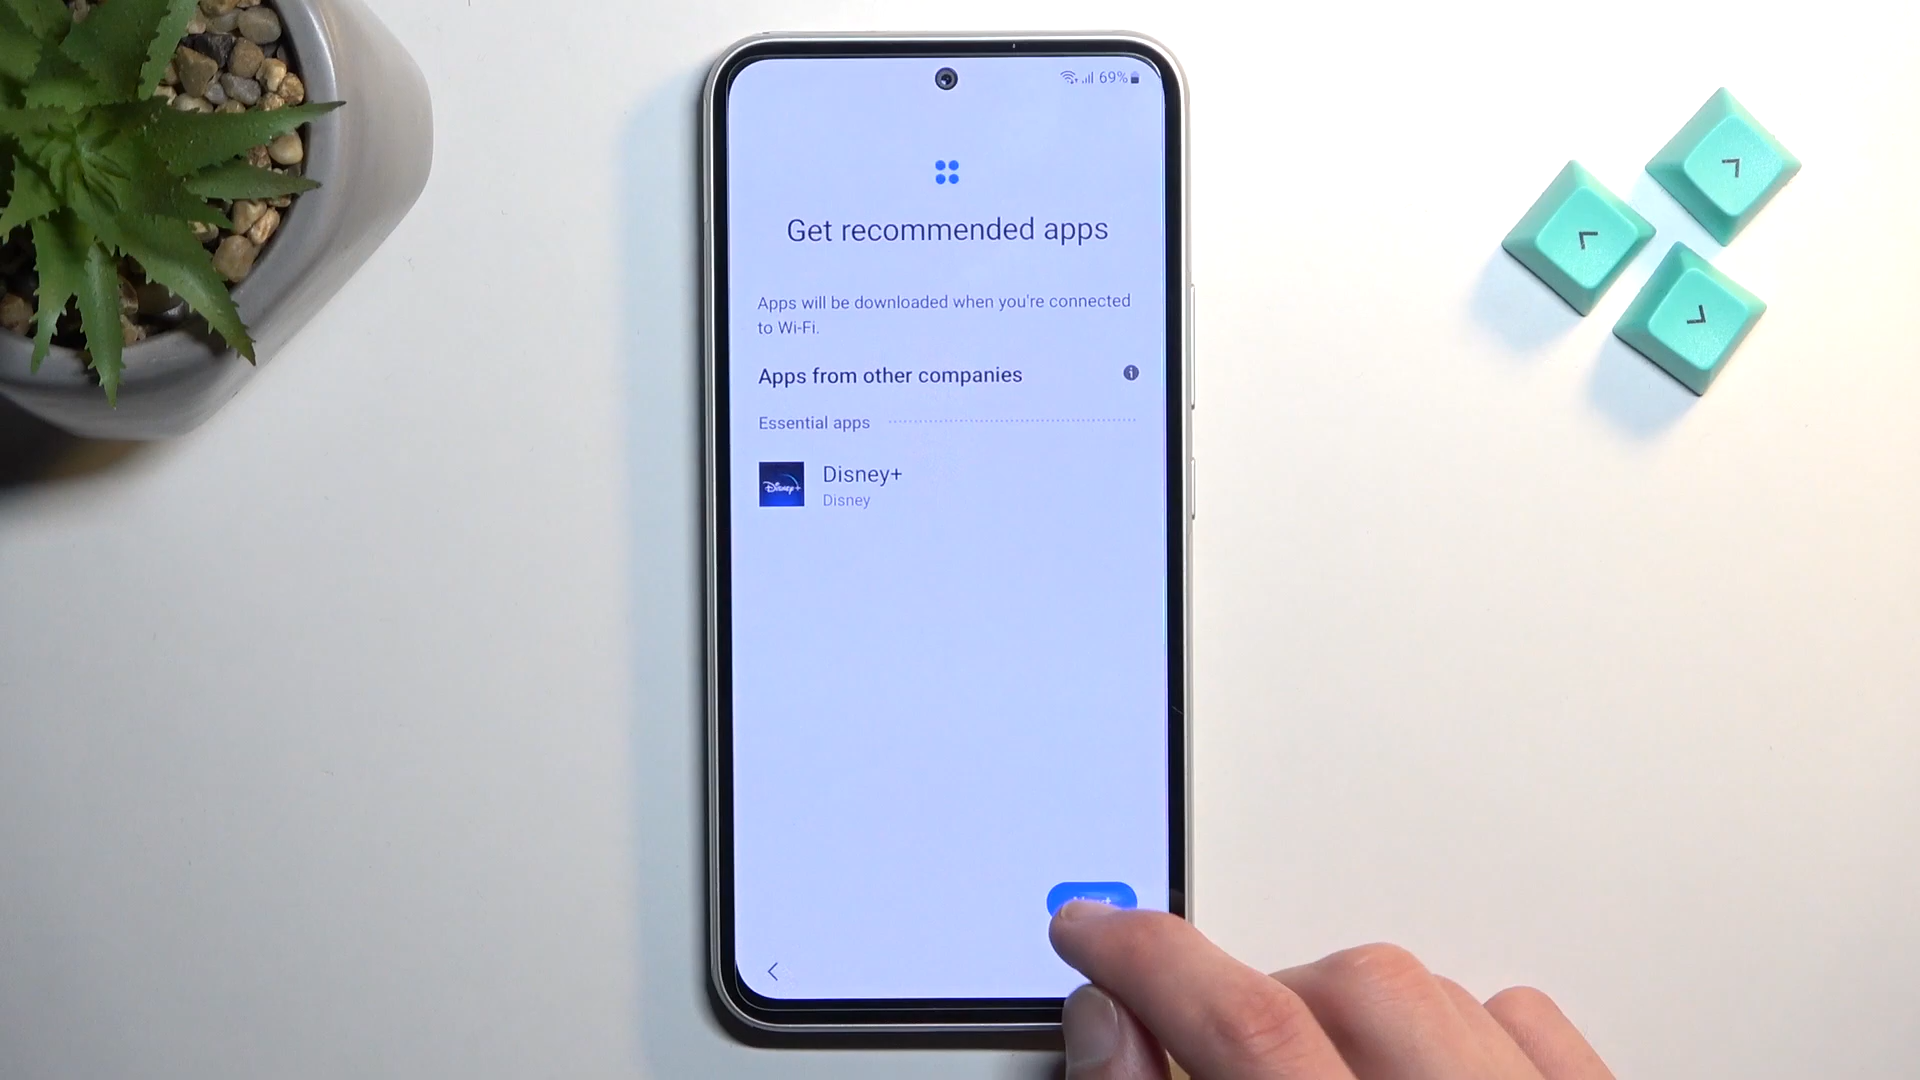 69%
Get recommended apps
Apps will be downloaded when you're connected
to Wi-Fi.
Apps from other companies
Essential apps
Disney+
Disney+
Disney